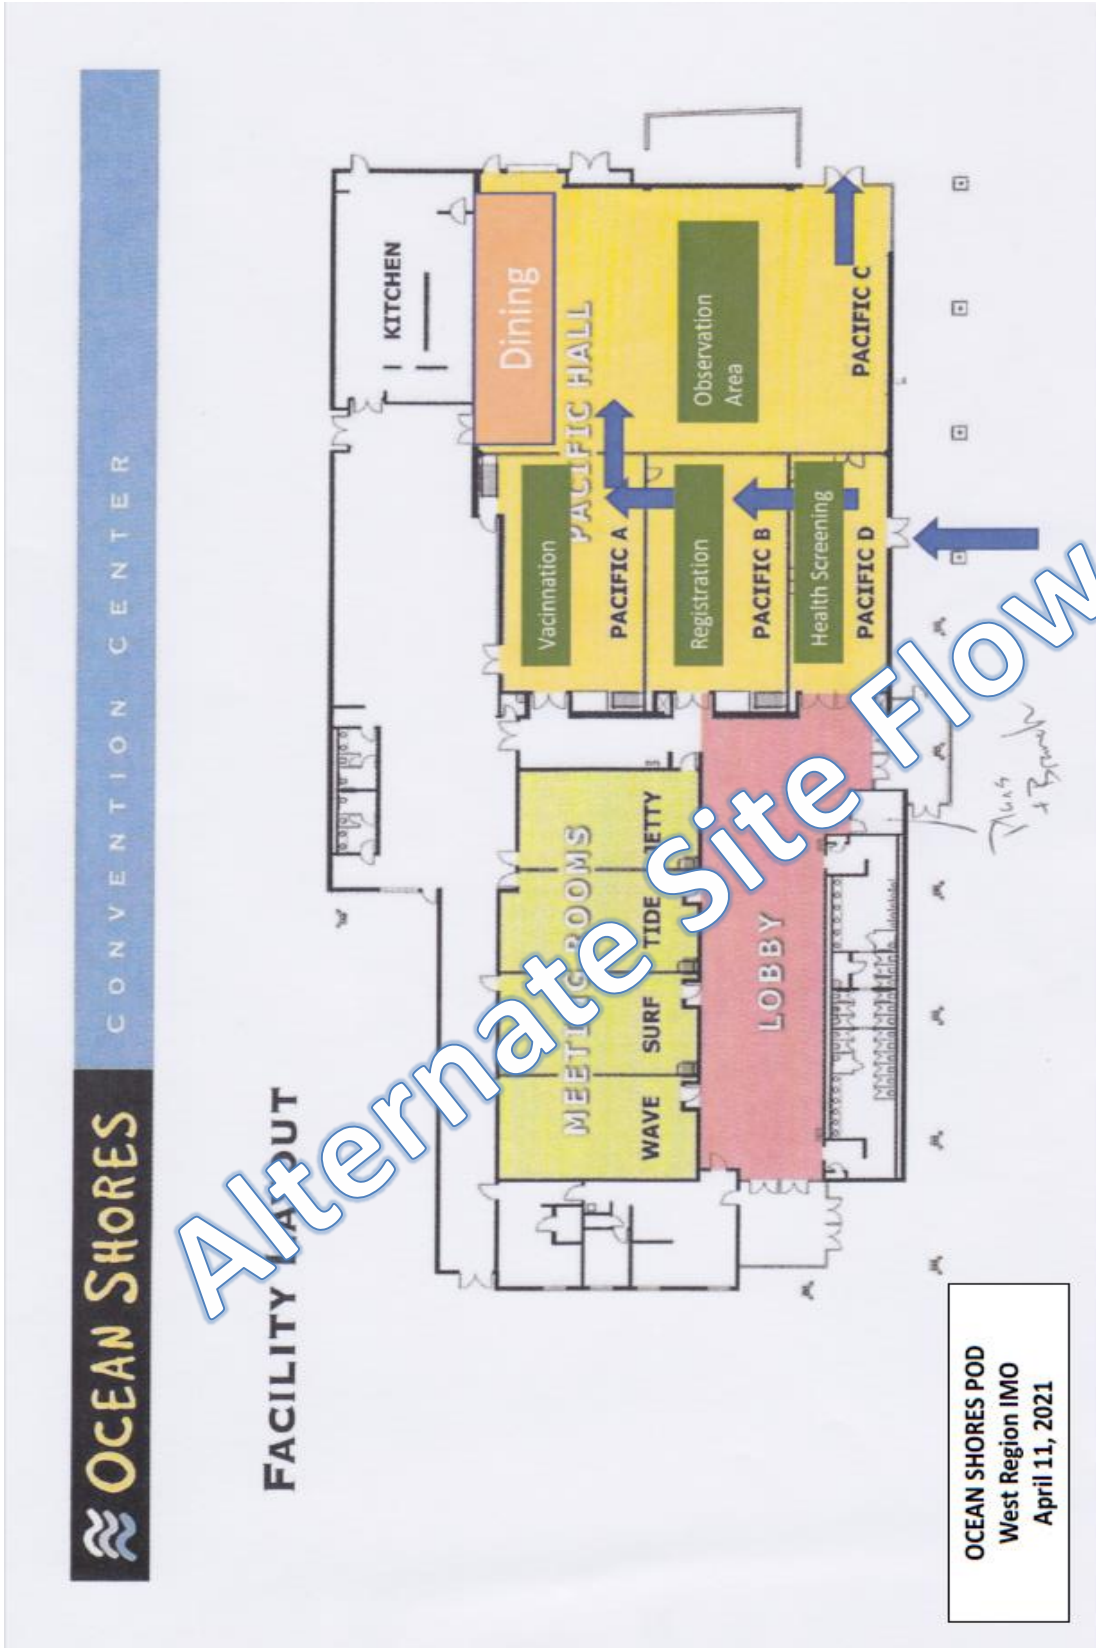 OCEAN SHORES
CONVENTION CENTER
FACILITY LAYOUT
Alternate Site Flow
KITCHEN
Dining
PACIFIC HALL
Vacinnation
PACIFIC A
Registration
PACIFIC B
Health Screening
PACIFIC D
Observation
Area
PACIFIC C
MEETING ROOMS
WAVE
SURF
TIDE
JETTY
LOBBY
OCEAN SHORES POD
West Region IMO
April 11, 2021